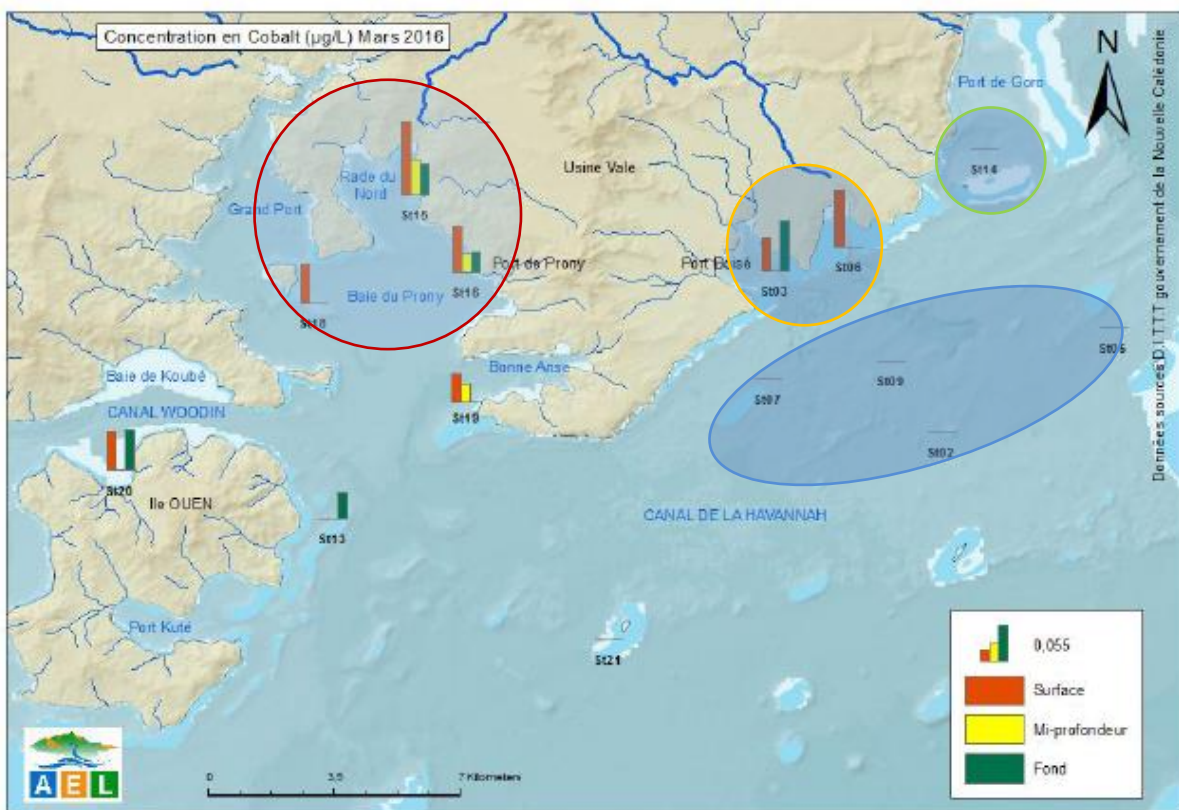 Concentration en Cobalt (µg/L) Mars 2016
N
Port de Goro
St14
Usine Vale
Rade du
Nord
St15
Grand Port
Port de Prony
St16
Baie du Prony
St18
Port Boisé
St03
St06
Bonne Anse
St19
Baie de Koubé
CANAL WOODIN
St20
Ile OUEN
St13
Port Kuté
St05
St09
St07
St02
CANAL DE LA HAVANNAH
St21
Données sources D.I.T.T.T gouvernement de la Nouvelle Calédonie
0,055
Surface
Mi-profondeur
Fond
0
3,5
7 Kilometers
AEL